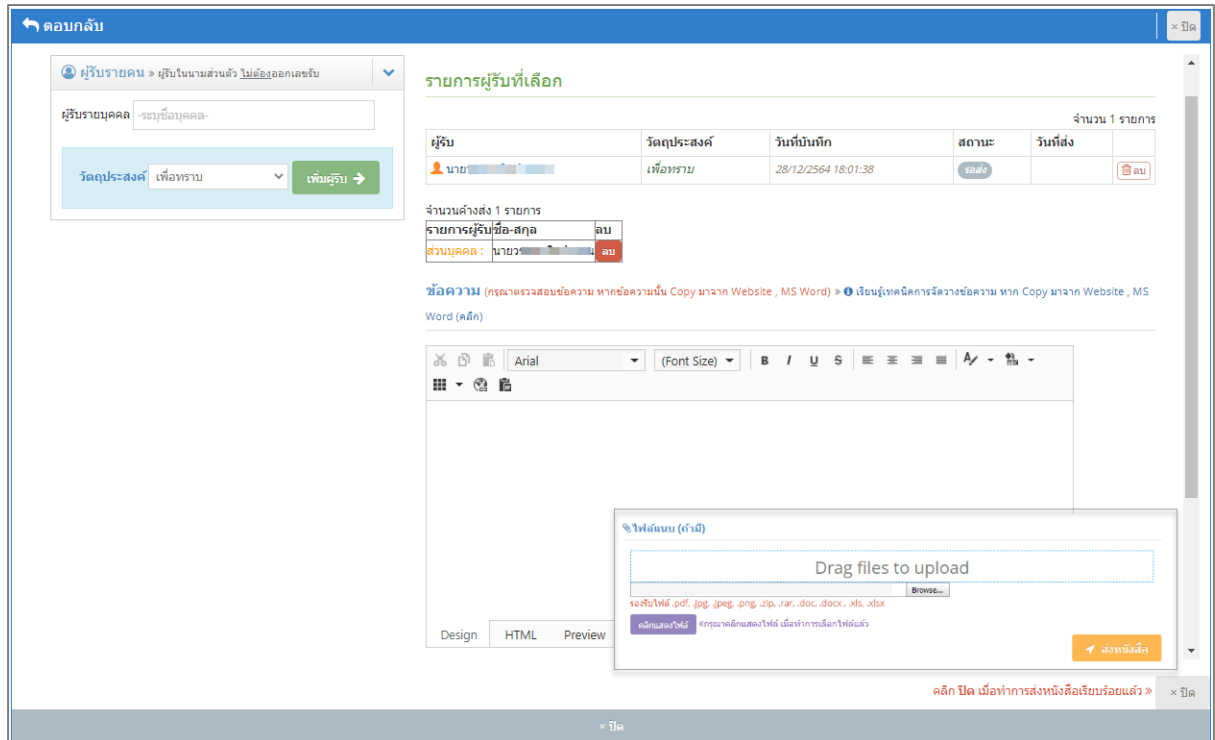 ตอบกลับ
× ปิด
ผู้รับรายคน » ผู้รับในนามส่วนตัว ไม่ต้องออกเลขรับ
ผู้รับรายบุคคล -ระบุชื่อบุคคล-
วัตถุประสงค์ เพื่อทราบ เพิ่มผู้รับ
รายการผู้รับที่เลือก
จำนวน 1 รายการ
ผู้รับ วัตถุประสงค์ วันที่บันทึก สถานะ วันที่ส่ง
นาย เพื่อทราบ 28/12/2564 18:01:38 รอส่ง ลบ
จำนวนค้างส่ง 1 รายการ
รายการผู้รับ ชื่อ-สกุล ลบ
ส่วนบุคคล : นายว ลบ
ข้อความ (กรุณาตรวจสอบข้อความ หากข้อความนั้น Copy มาจาก Website , MS Word) » เรียนรู้เทคนิคการจัดวางข้อความ หาก Copy มาจาก Website , MS
Word (คลิก)
Arial (Font Size) B I U S
ไฟล์แนบ (ถ้ามี)
Drag files to upload
Browse...
รองรับไฟล์ .pdf, .jpg, .jpeg, .png, .zip, .rar, .doc, .docx , .xls, .xlsx
คลิกแสดงไฟล์ <กรุณาคลิกแสดงไฟล์ เมื่อทำการเลือกไฟล์แล้ว
Design HTML Preview
ส่งหนังสือ
คลิก ปิด เมื่อทำการส่งหนังสือเรียบร้อยแล้ว » × ปิด
× ปิด